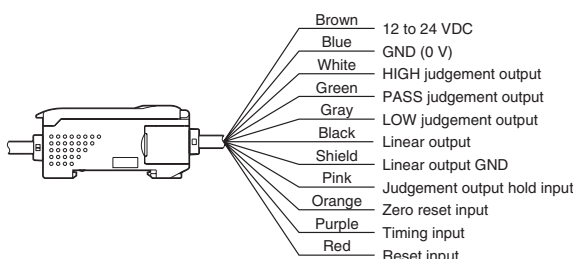 Brown 12 to 24 VDC
Blue GND (0 V)
White HIGH judgement output
Green PASS judgement output
Gray LOW judgement output
Black Linear output
Shield Linear output GND
Pink Judgement output hold input
Orange Zero reset input
Purple Timing input
Red Reset input